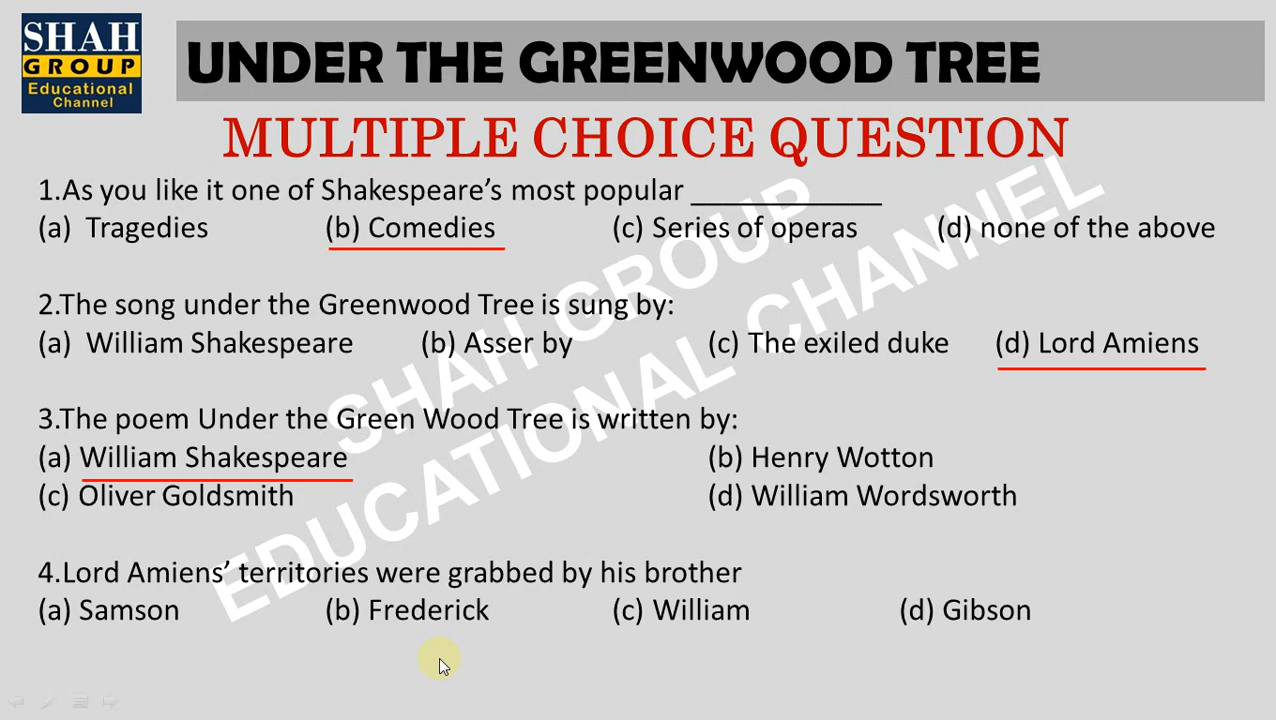 SHAH
GROUP
Educational
Channel
UNDER THE GREENWOOD TREE
MULTIPLE CHOICE QUESTION
1.As you like it one of Shakespeare’s most popular _____________
(a) Tragedies (b) Comedies (c) Series of operas (d) none of the above
2.The song under the Greenwood Tree is sung by:
(a) William Shakespeare (b) Asser by (c) The exiled duke (d) Lord Amiens
3.The poem Under the Green Wood Tree is written by:
(a) William Shakespeare (b) Henry Wotton
(c) Oliver Goldsmith (d) William Wordsworth
4.Lord Amiens’ territories were grabbed by his brother
(a) Samson (b) Frederick (c) William (d) Gibson
SHAH GROUP
EDUCATIONAL CHANNEL